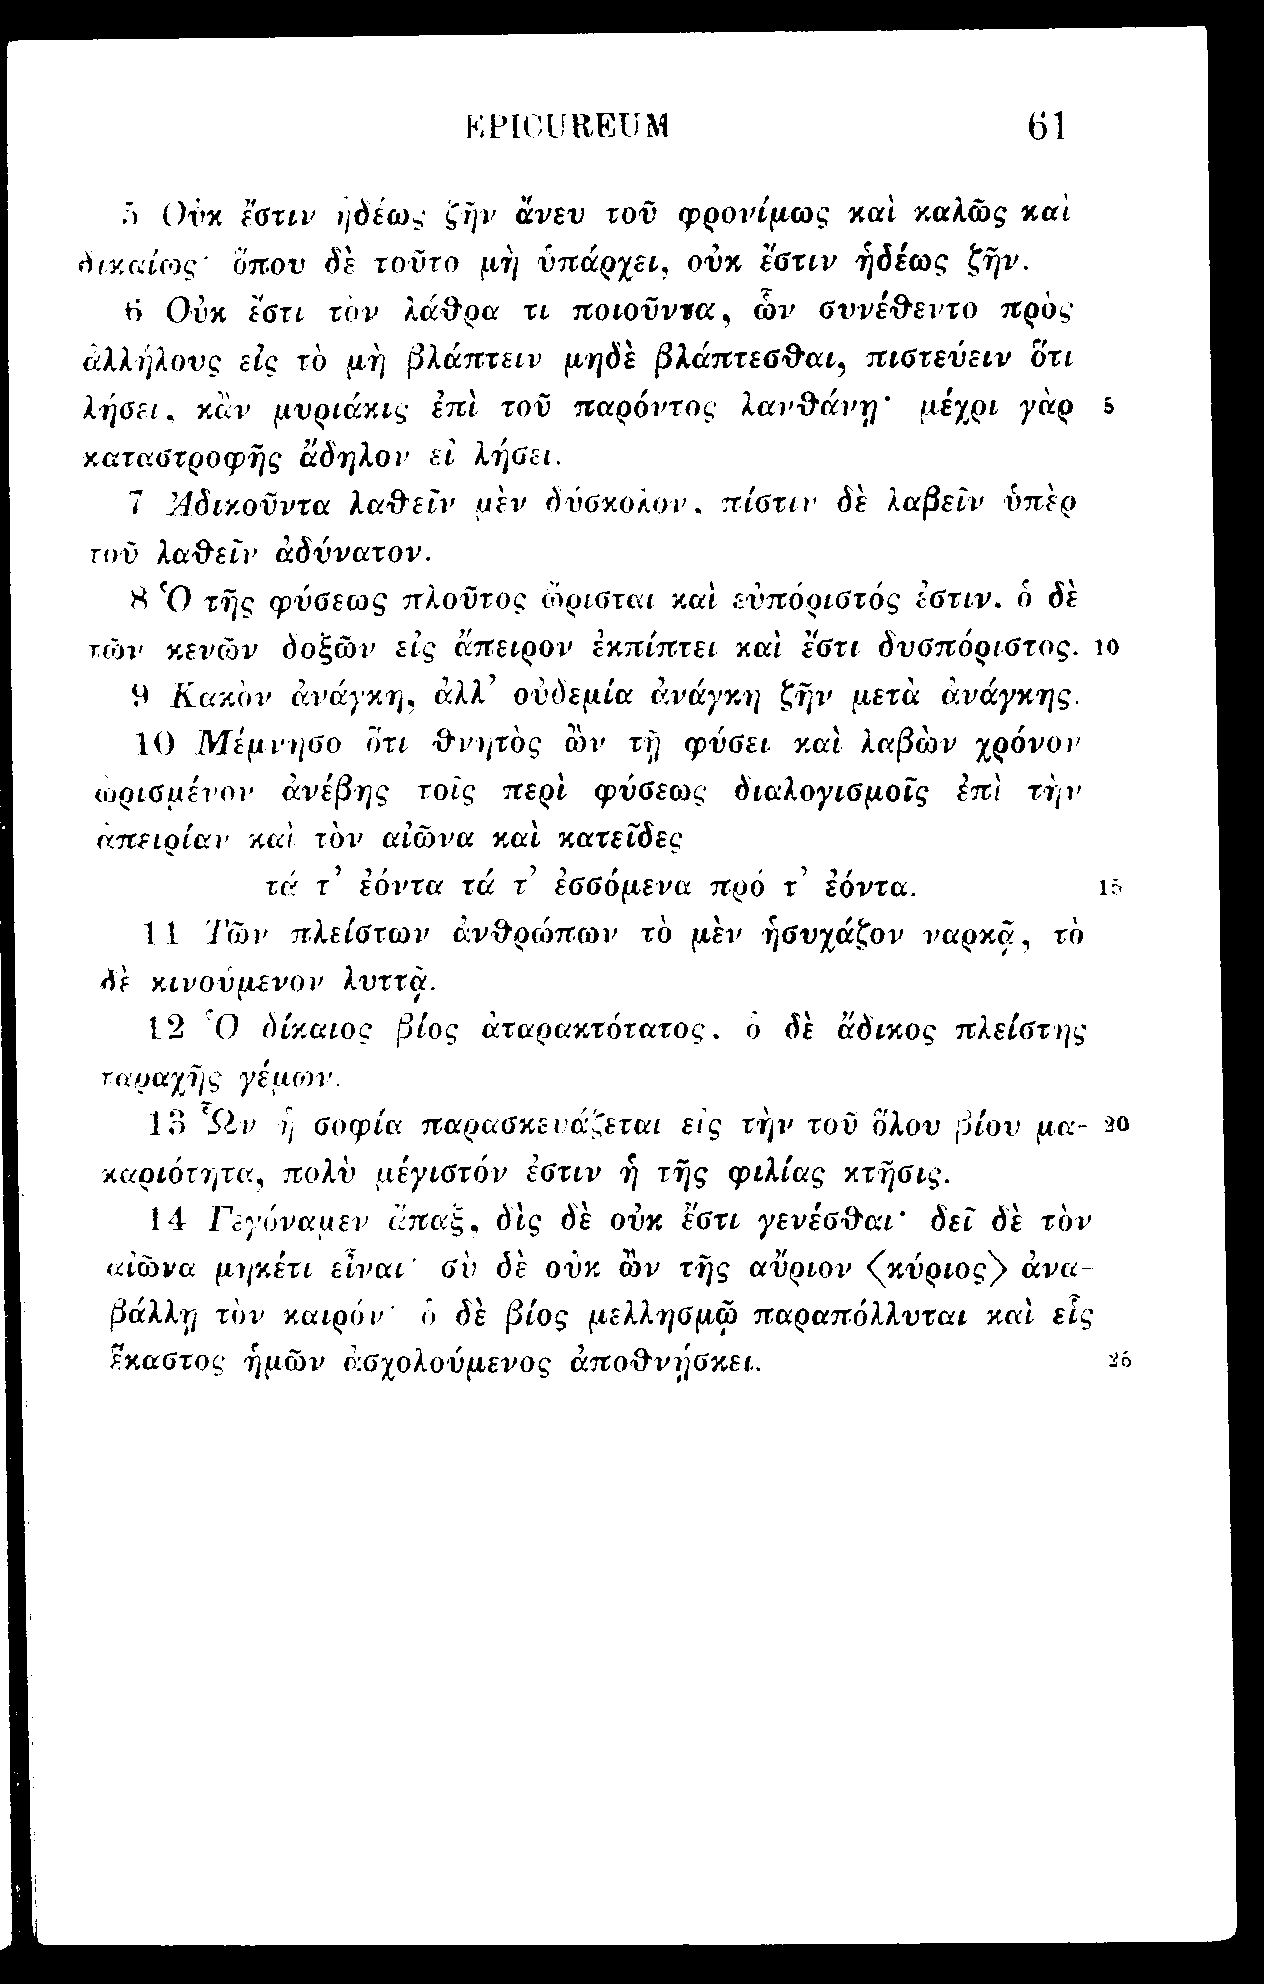 EPICUREUM 61
5 Οὐκ ἔστιν ἡδέως ζῆν ἄνευ τοῦ φρονίμως καὶ καλῶς καὶ
δικαίως· ὅπου δὲ τοῦτο μὴ ὑπάρχει, οὐκ ἔστιν ἡδέως ζῆν.
6 Οὐκ ἔστι τὸν λάθρα τι ποιοῦντα, ὧν συνέθεντο πρὸς
ἀλλήλους εἰς τὸ μὴ βλάπτειν μηδὲ βλάπτεσθαι, πιστεύειν ὅτι
λήσει, κἂν μυριάκις ἐπὶ τοῦ παρόντος λανθάνῃ· μέχρι γὰρ 5
καταστροφῆς ἄδηλον εἰ λήσει.
7 Ἀδικοῦντα λαθεῖν μὲν δύσκολον, πίστιν δὲ λαβεῖν ὑπὲρ
τοῦ λαθεῖν ἀδύνατον.
8 Ὁ τῆς φύσεως πλοῦτος ὥρισται καὶ εὐπόριστός ἐστιν, ὁ δὲ
τῶν κενῶν δοξῶν εἰς ἄπειρον ἐκπίπτει καὶ ἔστι δυσπόριστος. 10
9 Κακὸν ἀνάγκη, ἀλλ’ οὐδεμία ἀνάγκη ζῆν μετὰ ἀνάγκης.
10 Μέμνησο ὅτι θνητὸς ὢν τῇ φύσει καὶ λαβὼν χρόνον
ὡρισμένον ἀνέβης τοῖς περὶ φύσεως διαλογισμοῖς ἐπὶ τὴν
ἀπειρίαν καὶ τὸν αἰῶνα καὶ κατεῖδες
τά τ’ ἐόντα τά τ’ ἐσσόμενα πρό τ’ ἐόντα. 15
11 Τῶν πλείστων ἀνθρώπων τὸ μὲν ἡσυχάζον ναρκᾷ, τὸ
δὲ κινούμενον λυττᾷ.
12 Ὁ δίκαιος βίος ἀταρακτότατος, ὁ δὲ ἄδικος πλείστης
ταραχῆς γέμων.
13 Ὧν ἡ σοφία παρασκευάζεται εἰς τὴν τοῦ ὅλου βίου μα- 20
καριότητα, πολὺ μέγιστόν ἐστιν ἡ τῆς φιλίας κτῆσις.
14 Γεγόναμεν ἅπαξ, δὶς δὲ οὐκ ἔστι γενέσθαι· δεῖ δὲ τὸν
αἰῶνα μηκέτι εἶναι· σὺ δὲ οὐκ ὢν τῆς αὔριον 〈κύριος〉 ἀνα-
βάλλῃ τὸν καιρόν· ὁ δὲ βίος μελλησμῷ παραπόλλυται καὶ εἷς
ἕκαστος ἡμῶν ἀσχολούμενος ἀποθνῄσκει. 25